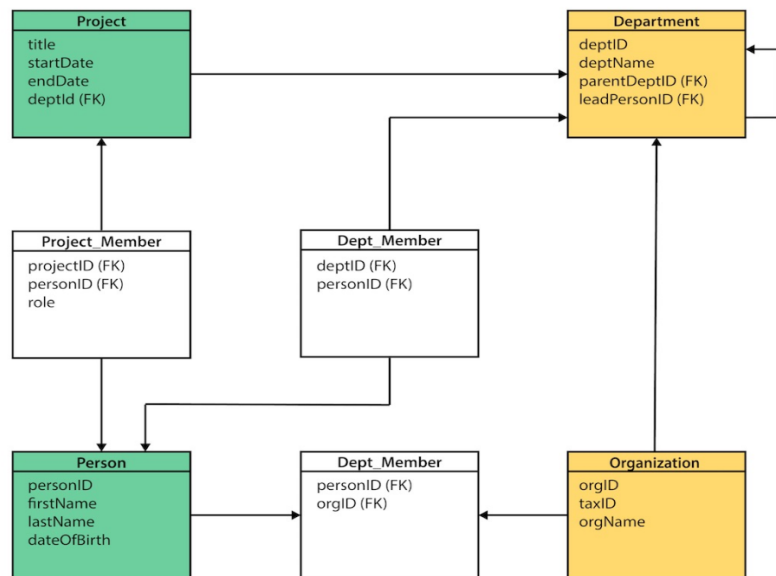 Project
title
startDate
endDate
deptId (FK)
Department
deptID
deptName
parentDeptID (FK)
leadPersonID (FK)
Project_Member
projectID (FK)
personID (FK)
role
Dept_Member
deptID (FK)
personID (FK)
Person
personID
firstName
lastName
dateOfBirth
Dept_Member
personID (FK)
orgID (FK)
Organization
orgID
taxID
orgName